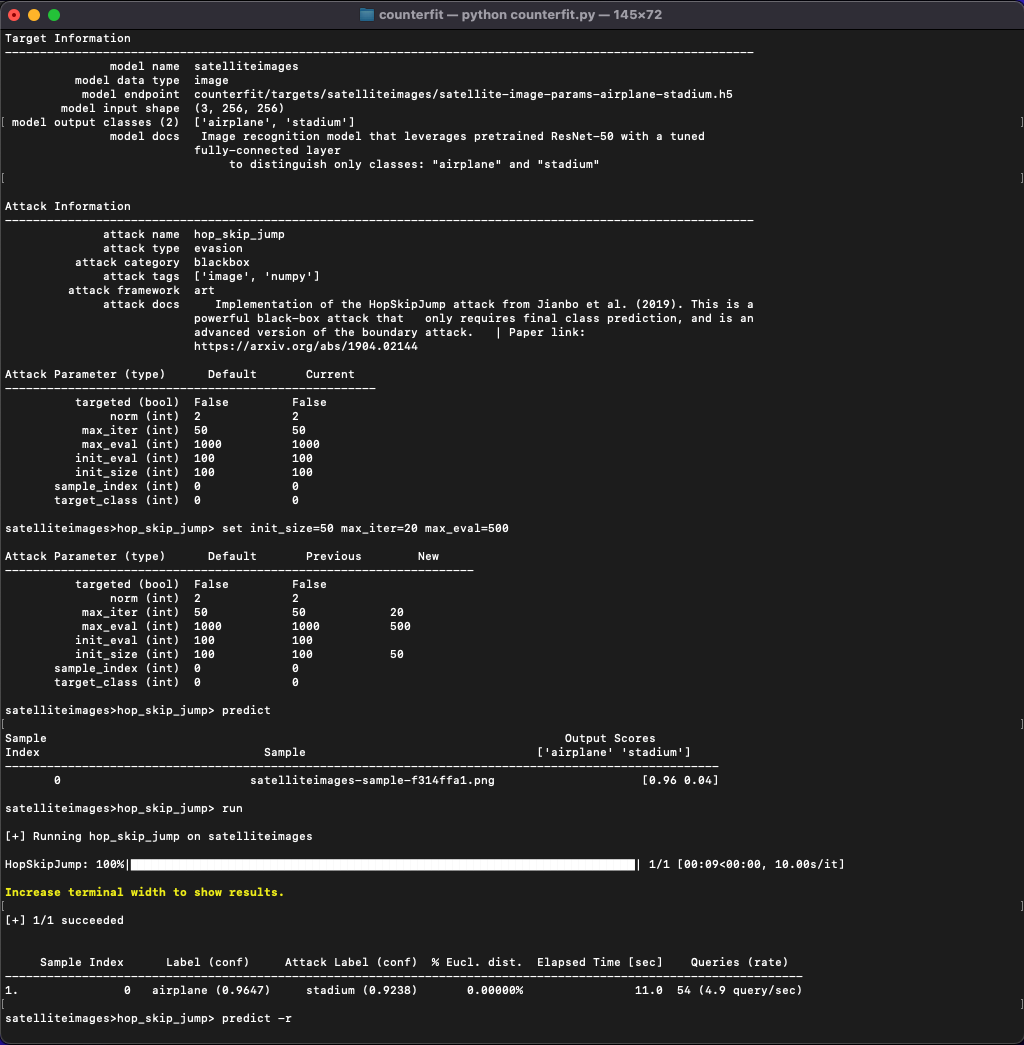 counterfit — python counterfit.py — 145×72
Target Information
model name satelliteimages
model data type image
model endpoint counterfit/targets/satelliteimages/satellite-image-params-airplane-stadium.h5
model input shape (3, 256, 256)
[ model output classes (2) ['airplane', 'stadium'] ]
model docs Image recognition model that leverages pretrained ResNet-50 with a tuned
fully-connected layer
to distinguish only classes: "airplane" and "stadium"
[ ]
Attack Information
attack name hop_skip_jump
attack type evasion
attack category blackbox
attack tags ['image', 'numpy']
attack framework art
attack docs Implementation of the HopSkipJump attack from Jianbo et al. (2019). This is a
powerful black-box attack that only requires final class prediction, and is an
advanced version of the boundary attack. | Paper link:
https://arxiv.org/abs/1904.02144
Attack Parameter (type) Default Current
targeted (bool) False False
norm (int) 2 2
max_iter (int) 50 50
max_eval (int) 1000 1000
init_eval (int) 100 100
init_size (int) 100 100
sample_index (int) 0 0
target_class (int) 0 0
satelliteimages>hop_skip_jump> set init_size=50 max_iter=20 max_eval=500
Attack Parameter (type) Default Previous New
targeted (bool) False False
norm (int) 2 2
max_iter (int) 50 50 20
max_eval (int) 1000 1000 500
init_eval (int) 100 100
init_size (int) 100 100 50
sample_index (int) 0 0
target_class (int) 0 0
satelliteimages>hop_skip_jump> predict
[ ]
Sample Output Scores
Index Sample ['airplane' 'stadium']
0 satelliteimages-sample-f314ffa1.png [0.96 0.04]
satelliteimages>hop_skip_jump> run
[+] Running hop_skip_jump on satelliteimages
HopSkipJump: 100%| | 1/1 [00:09<00:00, 10.00s/it]
Increase terminal width to show results.
[ ]
[+] 1/1 succeeded
Sample Index Label (conf) Attack Label (conf) % Eucl. dist. Elapsed Time [sec] Queries (rate)
1. 0 airplane (0.9647) stadium (0.9238) 0.00000% 11.0 54 (4.9 query/sec)
[ ]
satelliteimages>hop_skip_jump> predict -r